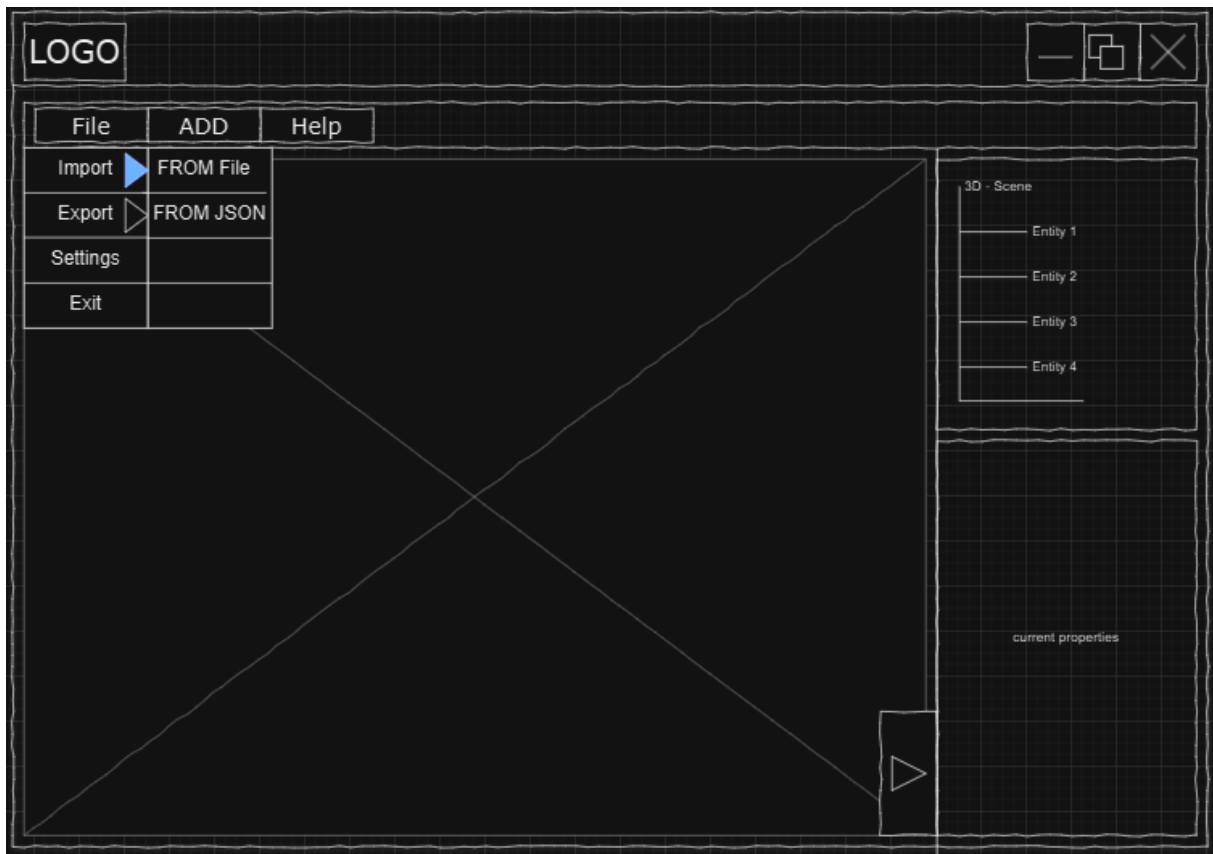 LOGO
File ADD Help
Import FROM File
Export FROM JSON
Settings
Exit
3D - Scene
Entity 1
Entity 2
Entity 3
Entity 4
current properties